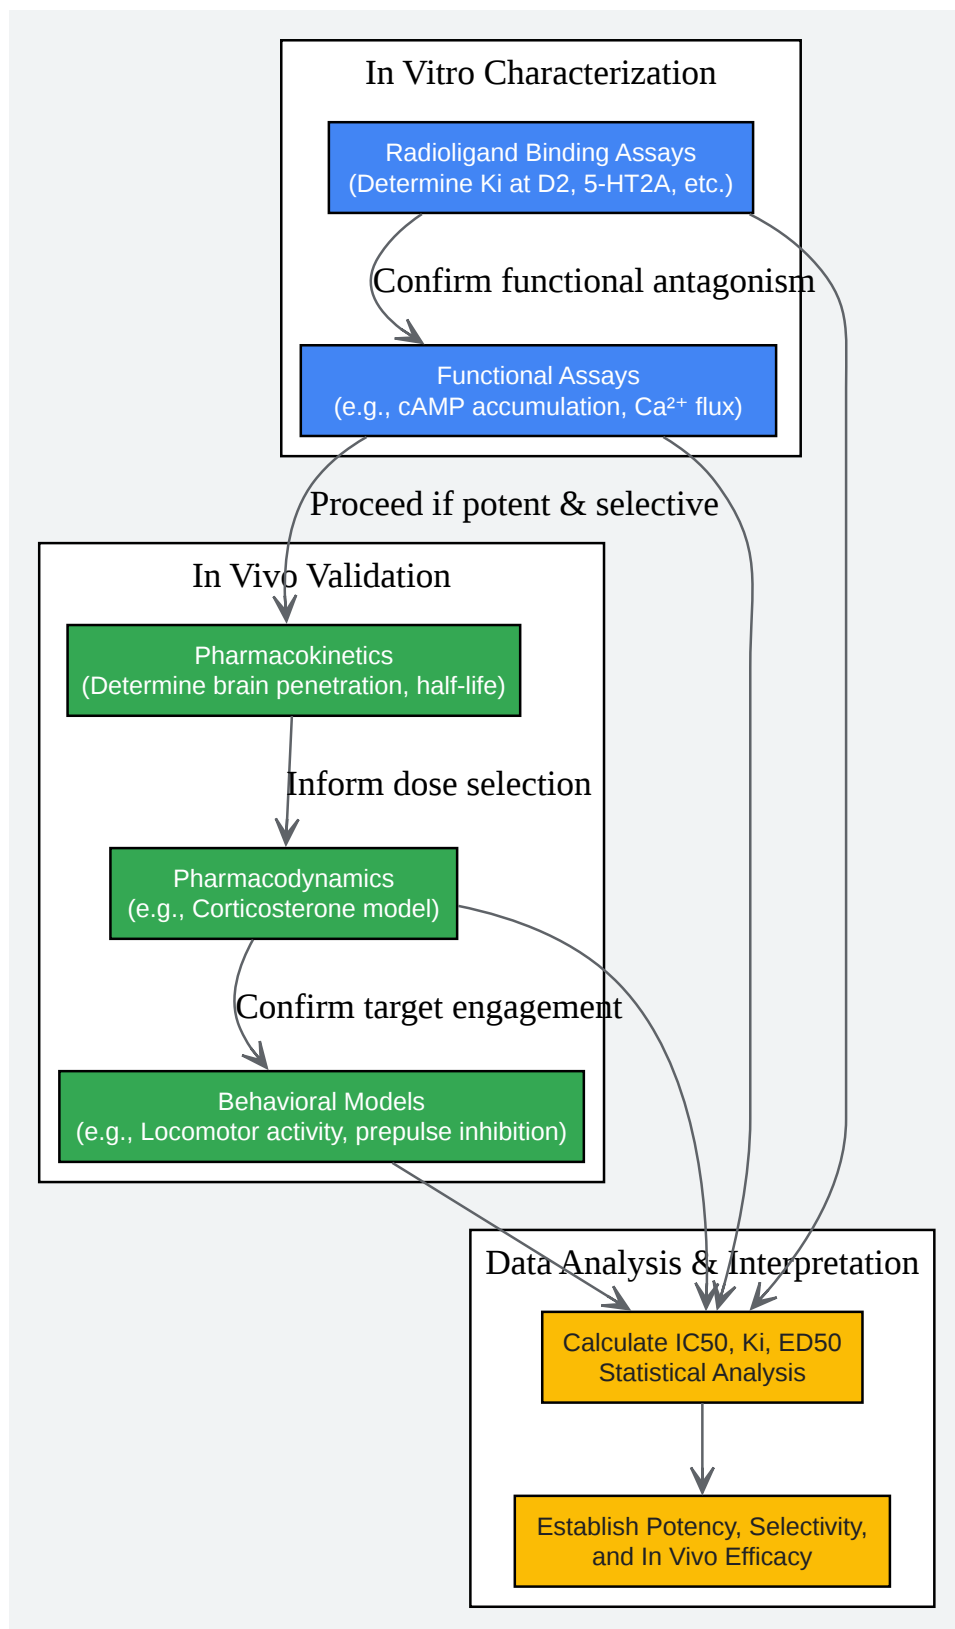 In Vitro Characterization
Radioligand Binding Assays
(Determine Ki at D2, 5-HT2A, etc.)
Confirm functional antagonism
Functional Assays
(e.g., cAMP accumulation, Ca²⁺ flux)
Proceed if potent & selective
In Vivo Validation
Pharmacokinetics
(Determine brain penetration, half-life)
Inform dose selection
Pharmacodynamics
(e.g., Corticosterone model)
Confirm target engagement
Behavioral Models
(e.g., Locomotor activity, prepulse inhibition)
Data Analysis & Interpretation
Calculate IC50, Ki, ED50
Statistical Analysis
Establish Potency, Selectivity,
and In Vivo Efficacy